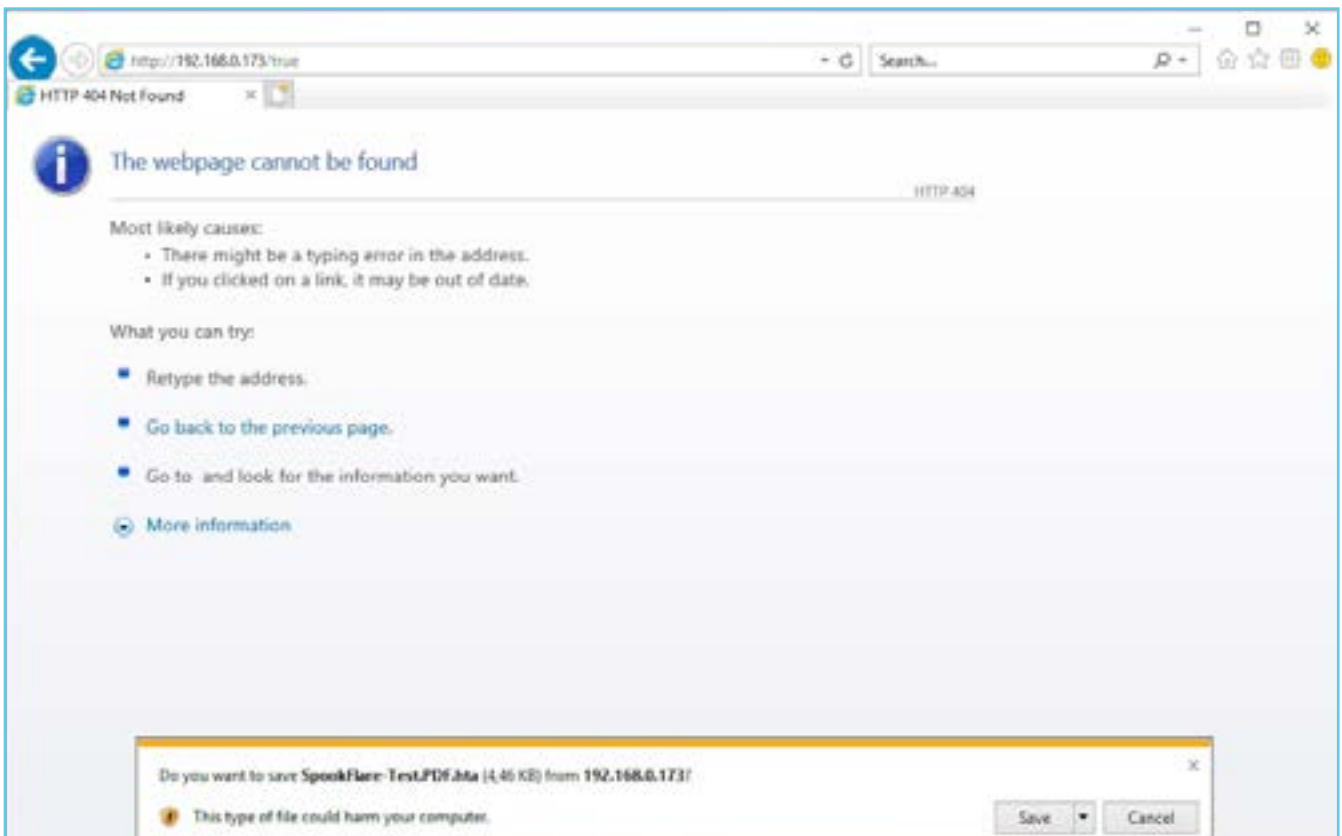 http://192.168.0.173/true
Search...
HTTP 404 Not Found
The webpage cannot be found
HTTP 404
Most likely causes:
• There might be a typing error in the address.
• If you clicked on a link, it may be out of date.
What you can try:
Retype the address.
Go back to the previous page.
Go to  and look for the information you want.
More information
Do you want to save SpookFlare-Test.PDF.hta (4,46 KB) from 192.168.0.173?
This type of file could harm your computer.
Save
Cancel